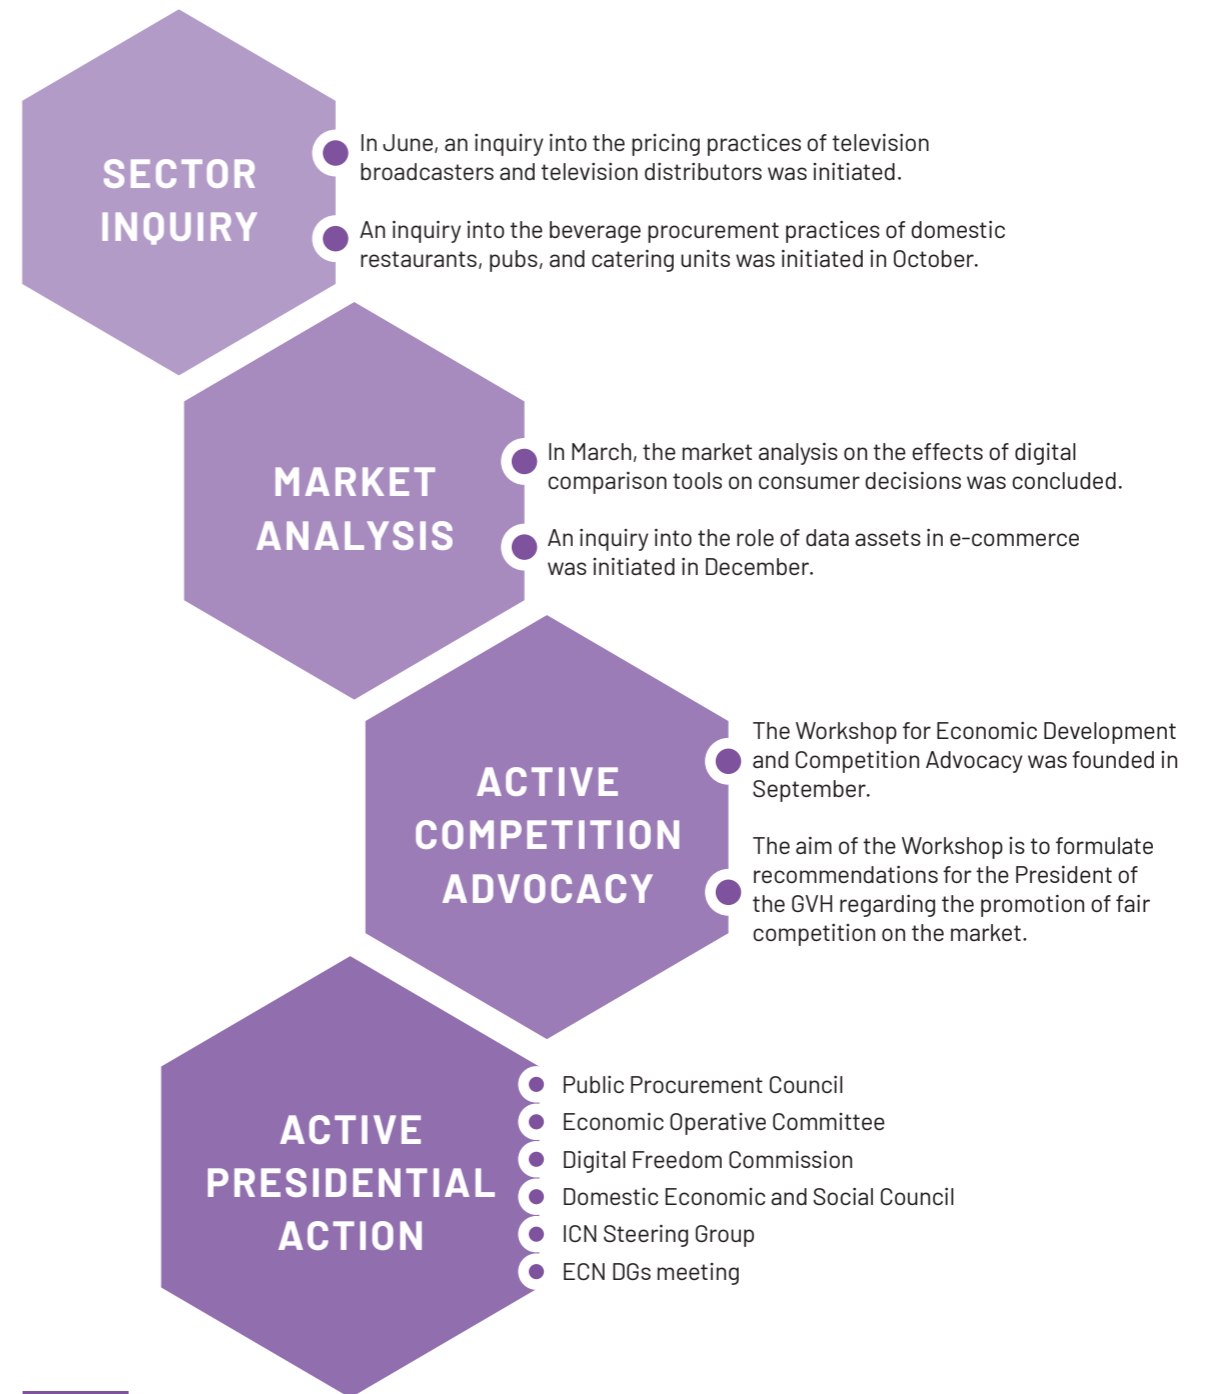 SECTOR
INQUIRY
In June, an inquiry into the pricing practices of television
broadcasters and television distributors was initiated.
An inquiry into the beverage procurement practices of domestic
restaurants, pubs, and catering units was initiated in October.
MARKET
ANALYSIS
In March, the market analysis on the effects of digital
comparison tools on consumer decisions was concluded.
An inquiry into the role of data assets in e-commerce
was initiated in December.
ACTIVE
COMPETITION
ADVOCACY
The Workshop for Economic Development
and Competition Advocacy was founded in
September.
The aim of the Workshop is to formulate
recommendations for the President of
the GVH regarding the promotion of fair
competition on the market.
ACTIVE
PRESIDENTIAL
ACTION
Public Procurement Council
Economic Operative Committee
Digital Freedom Commission
Domestic Economic and Social Council
ICN Steering Group
ECN DGs meeting